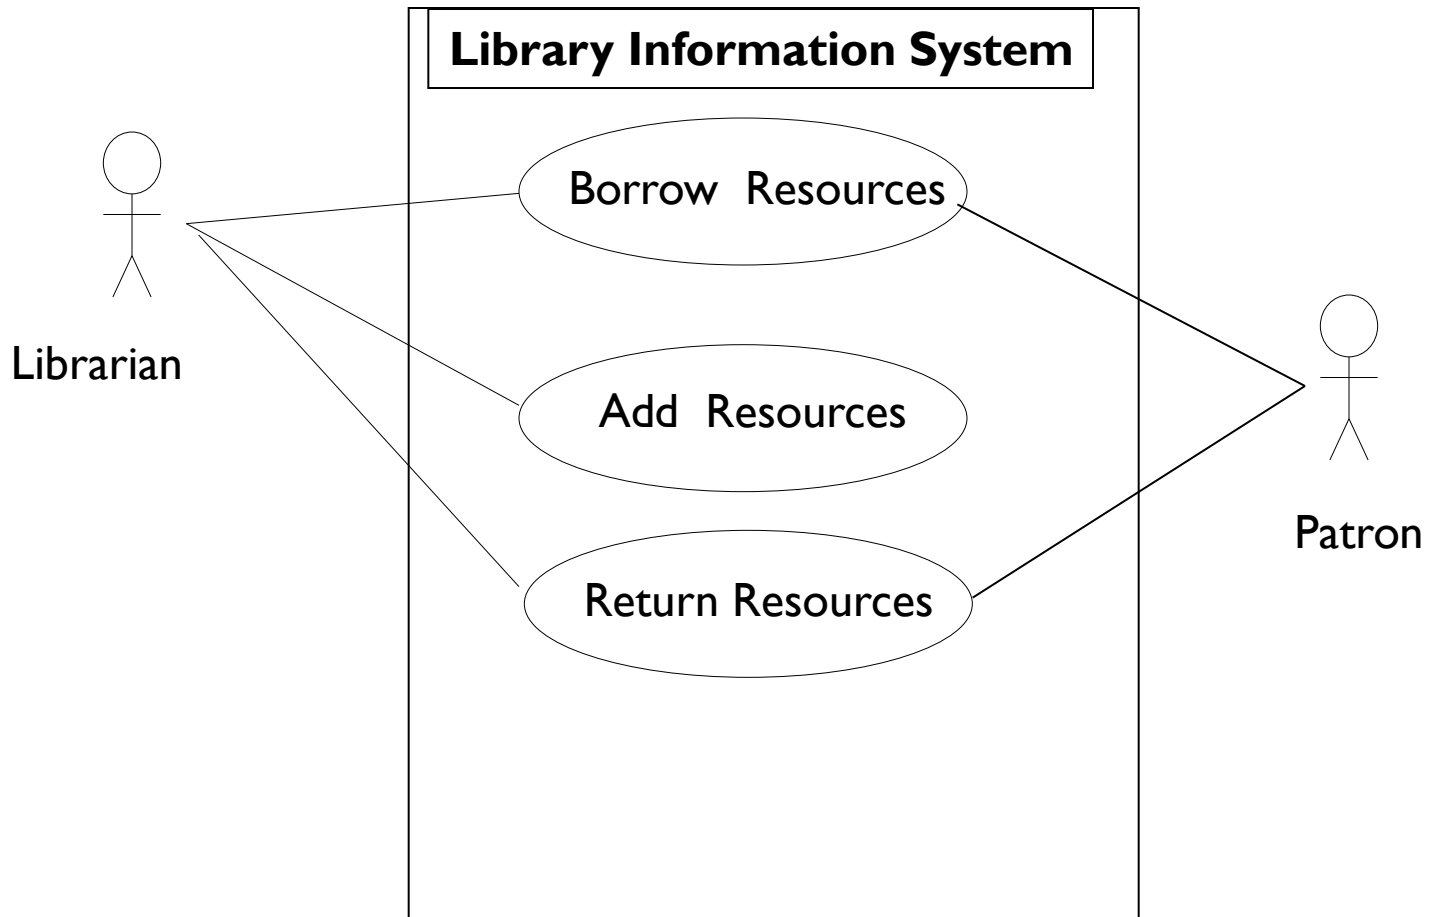 Library Information System
Borrow Resources
Librarian
Add Resources
Patron
Return Resources